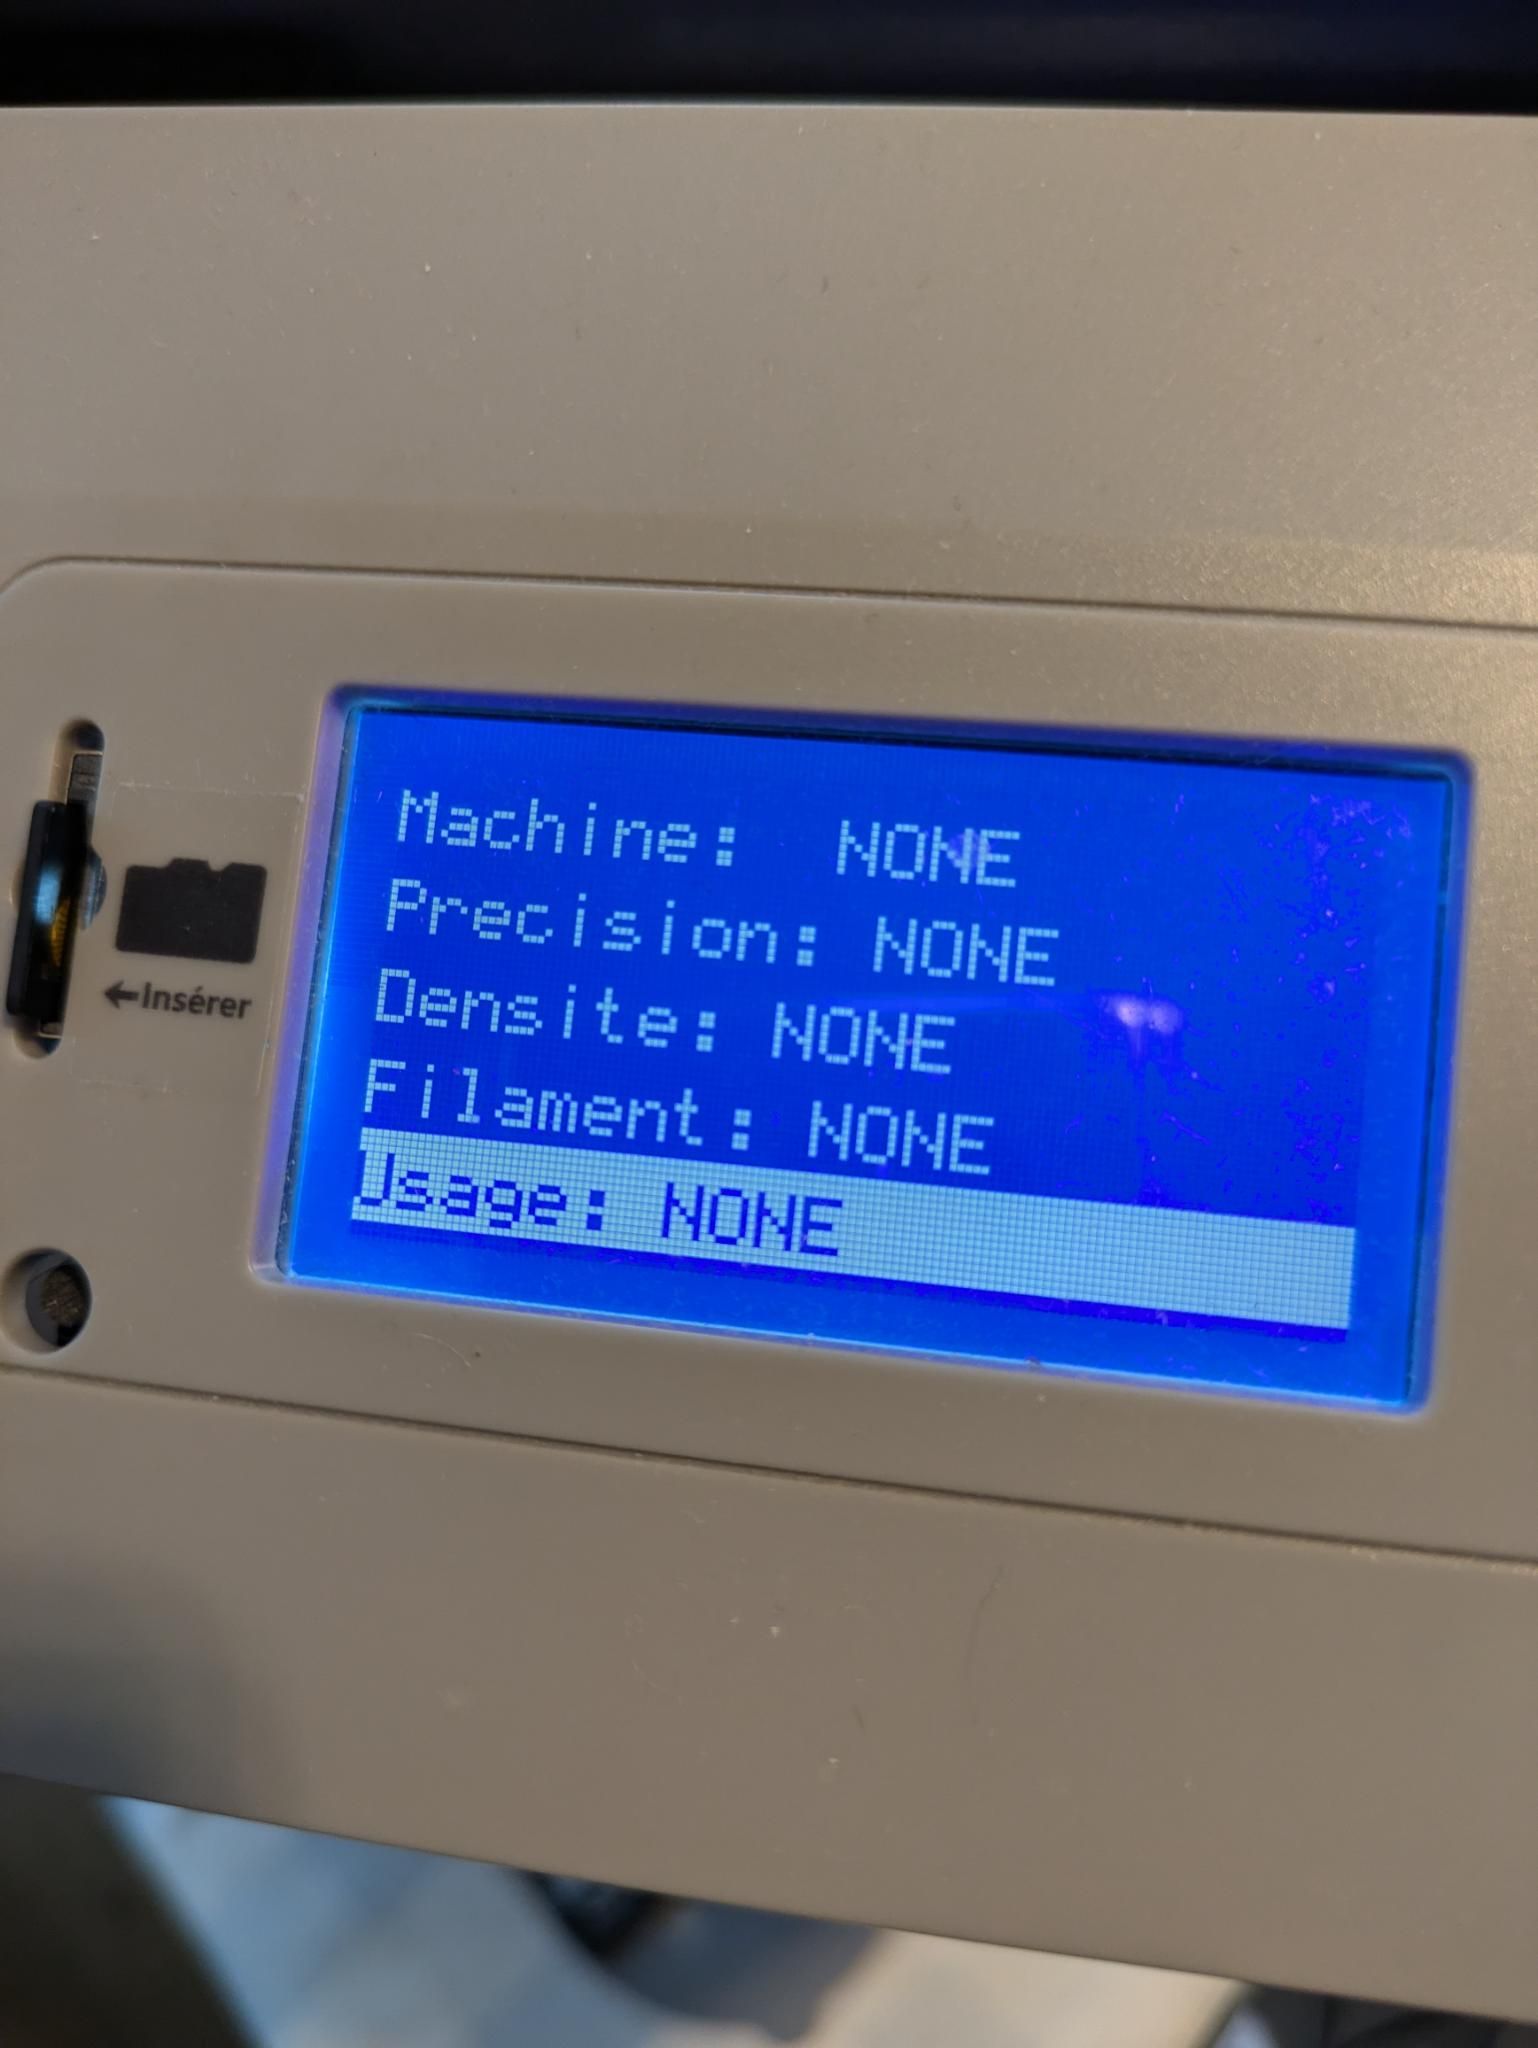 Machine: NONE
Precision: NONE
Densite: NONE
Filament: NONE
Usage: NONE
←Insérer